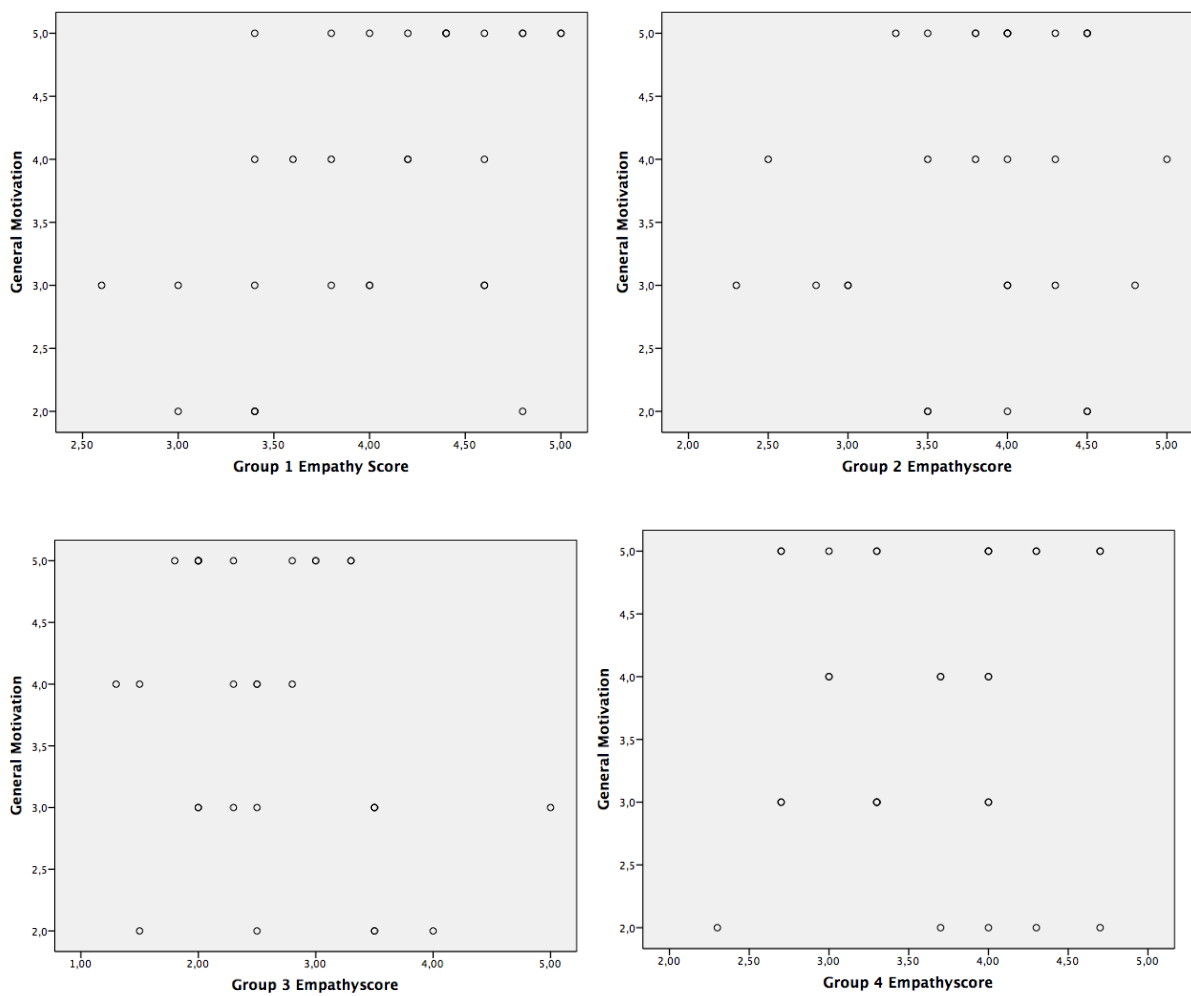 General Motivation
5,0
4,5
4,0
3,5
3,0
2,5
2,0
2,50 3,00 3,50 4,00 4,50 5,00
Group 1 Empathy Score
General Motivation
5,0
4,5
4,0
3,5
3,0
2,5
2,0
2,00 2,50 3,00 3,50 4,00 4,50 5,00
Group 2 Empathyscore
General Motivation
5,0
4,5
4,0
3,5
3,0
2,5
2,0
1,00 2,00 3,00 4,00 5,00
Group 3 Empathyscore
General Motivation
5,0
4,5
4,0
3,5
3,0
2,5
2,0
2,00 2,50 3,00 3,50 4,00 4,50 5,00
Group 4 Empathyscore